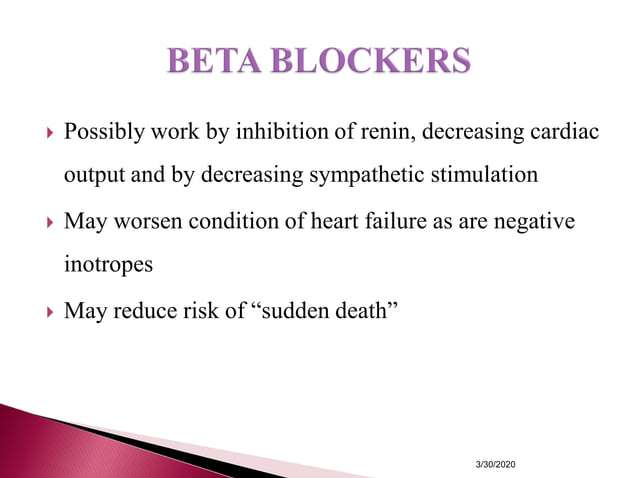 BETA BLOCKERS
Possibly work by inhibition of renin, decreasing cardiac
output and by decreasing sympathetic stimulation
May worsen condition of heart failure as are negative
inotropes
May reduce risk of “sudden death”
3/30/2020